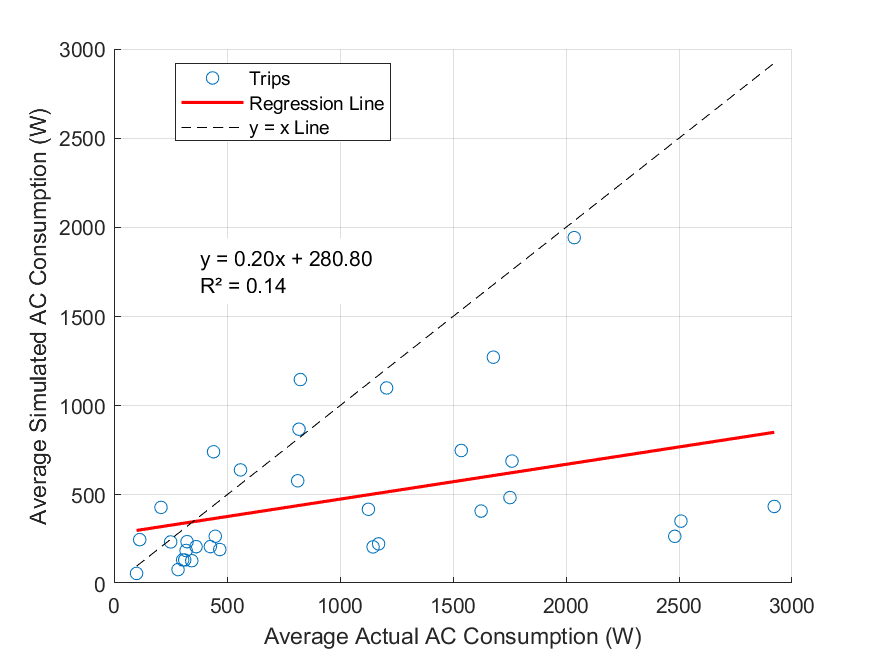 3000
2500
2000
1500
1000
500
0
Average Simulated AC Consumption (W)
Trips
Regression Line
y = x Line
y = 0.20x + 280.80
R² = 0.14
0 500 1000 1500 2000 2500 3000
Average Actual AC Consumption (W)